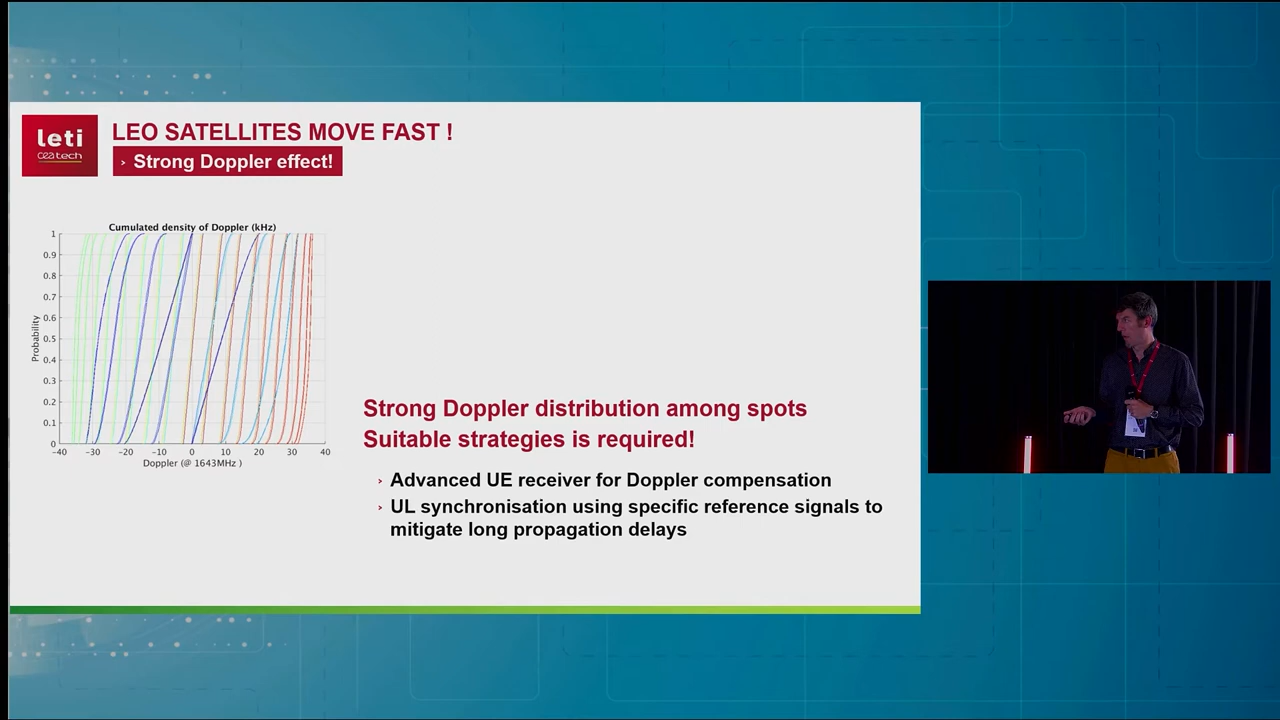 leti
ceatech
LEO SATELLITES MOVE FAST !
› Strong Doppler effect!
Cumulated density of Doppler (kHz)
1
0.9
0.8
0.7
0.6
0.5
0.4
0.3
0.2
0.1
0
Probability
−40 −30 −20 −10 0 10 20 30 40
Doppler (@ 1643MHz )
Strong Doppler distribution among spots
Suitable strategies is required!
› Advanced UE receiver for Doppler compensation
› UL synchronisation using specific reference signals to
mitigate long propagation delays